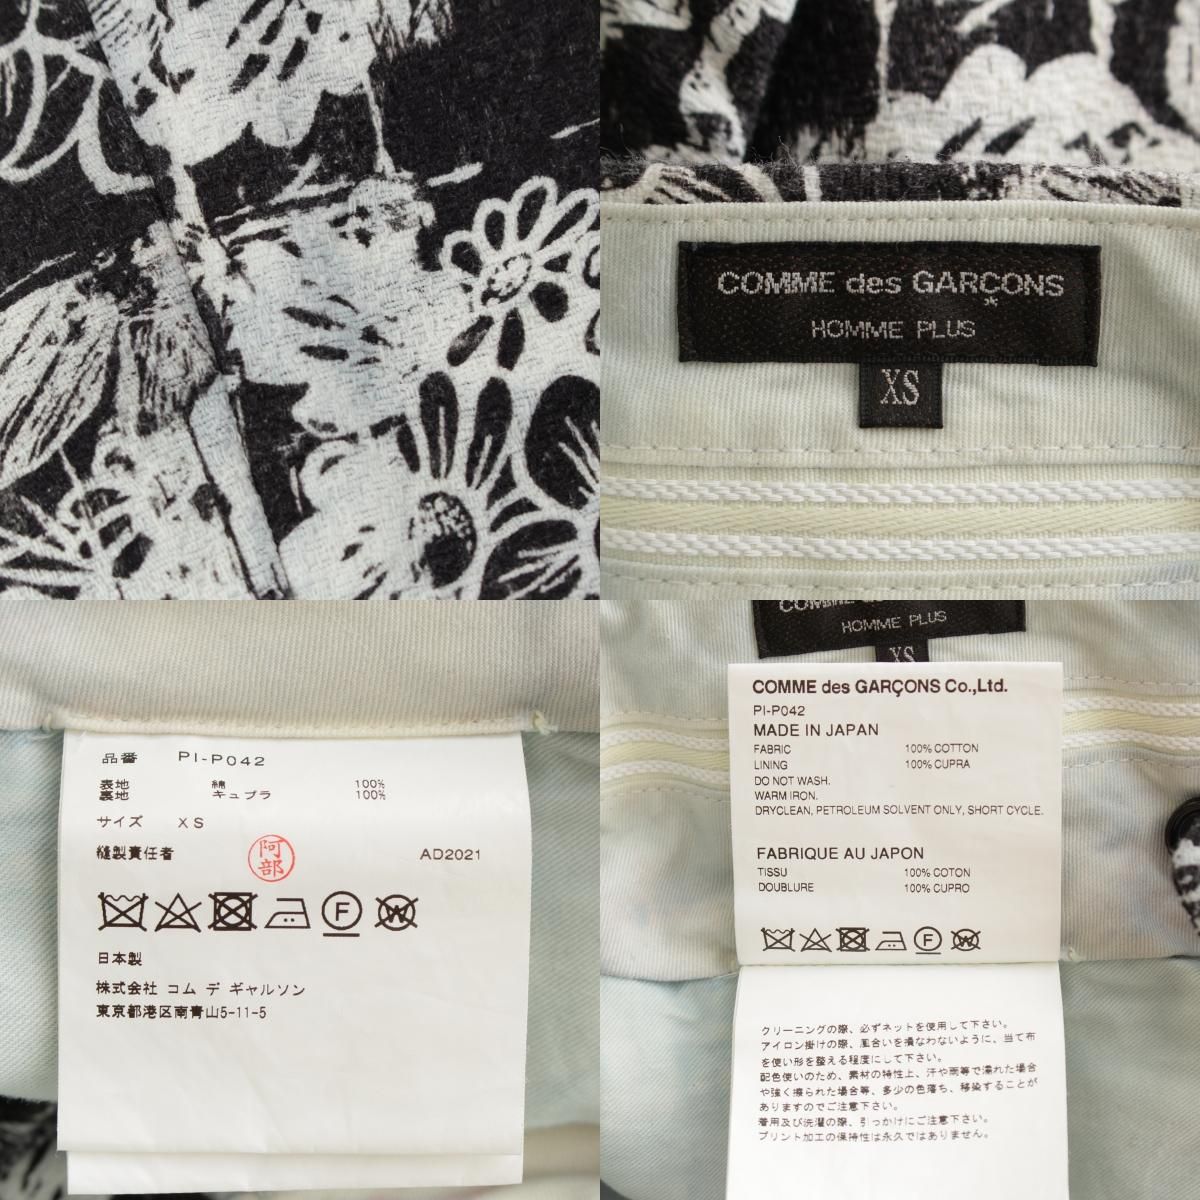 COMME des GARÇONS
HOMME PLUS
XS
品番 PI-P042
表地 綿 100%
裏地 キュプラ 100%
サイズ XS
縫製責任者 阿部 AD2021
F
W
日本製
株式会社 コム デ ギャルソン
東京都港区南青山5-11-5
HOMME PLUS
XS
COMME des GARÇONS Co.,Ltd.
PI-P042
MADE IN JAPAN
FABRIC 100% COTTON
LINING 100% CUPRA
DO NOT WASH.
WARM IRON.
DRYCLEAN, PETROLEUM SOLVENT ONLY, SHORT CYCLE.
FABRIQUE AU JAPON
TISSU 100% COTON
DOUBLURE 100% CUPRO
F
W
クリーニングの際、必ずネットを使用して下さい。
アイロン掛けの際、風合いを損なわないように、当て布
を使い形を整える程度にして下さい。
配色使いのため、素材の特性上、汗や雨等で濡れた場合
や強く擦られた場合等、多少の色落ち、移染することが
ありますのでご注意下さい。
着用及び洗濯の際、引っかけにご注意下さい。
プリント加工の保持性は永久ではありません。